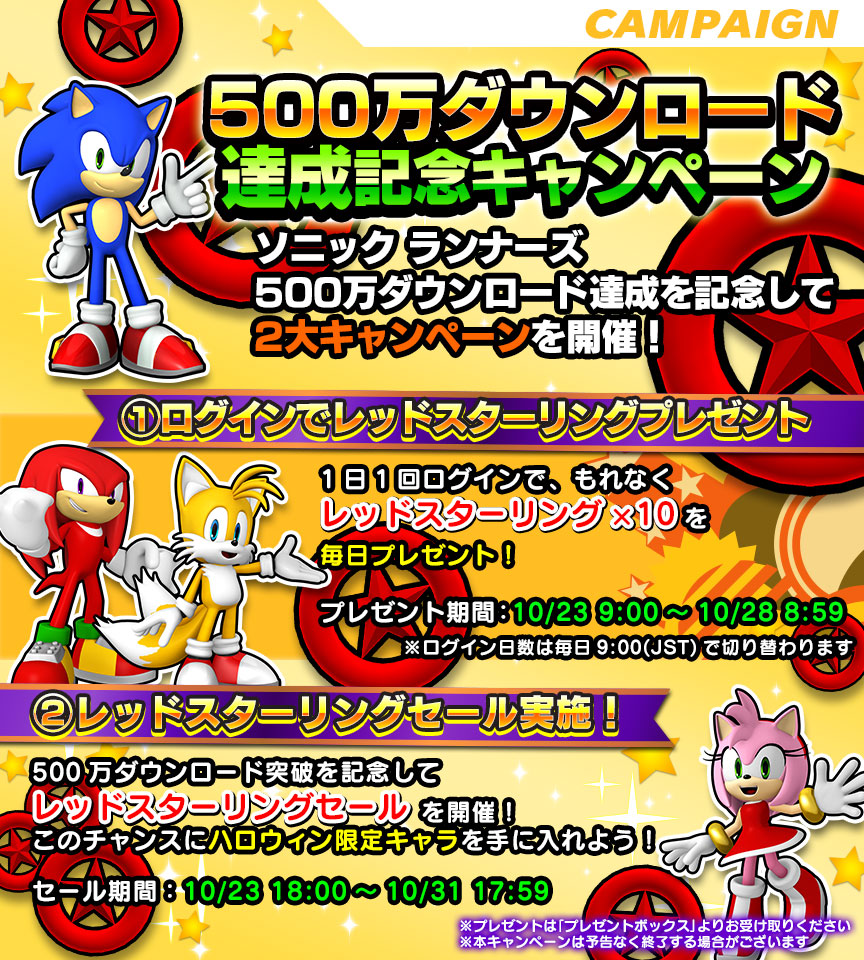 CAMPAIGN
500万ダウンロード
達成記念キャンペーン
ソニック ランナーズ
500万ダウンロード達成を記念して
2大キャンペーンを開催！
①ログインでレッドスターリングプレゼント
1日1回ログインで、もれなく
レッドスターリング×10を
毎日プレゼント！
プレゼント期間：10/23 9:00～10/28 8:59
※ログイン日数は毎日9:00(JST)で切り替わります
②レッドスターリングセール実施！
500万ダウンロード突破を記念して
レッドスターリングセール を開催！
このチャンスにハロウィン限定キャラを手に入れよう！
セール期間：10/23 18:00～10/31 17:59
※プレゼントは「プレゼントボックス」よりお受け取りください
※本キャンペーンは予告なく終了する場合がございます